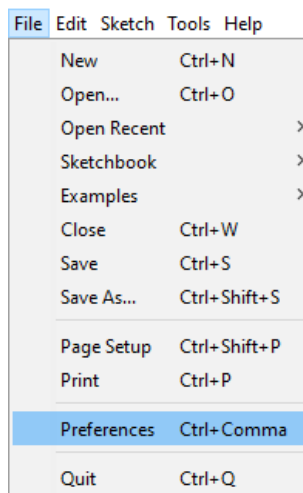 File Edit Sketch Tools Help
New Ctrl+N
Open... Ctrl+O
Open Recent
Sketchbook
Examples
Close Ctrl+W
Save Ctrl+S
Save As... Ctrl+Shift+S
Page Setup Ctrl+Shift+P
Print Ctrl+P
Preferences Ctrl+Comma
Quit Ctrl+Q